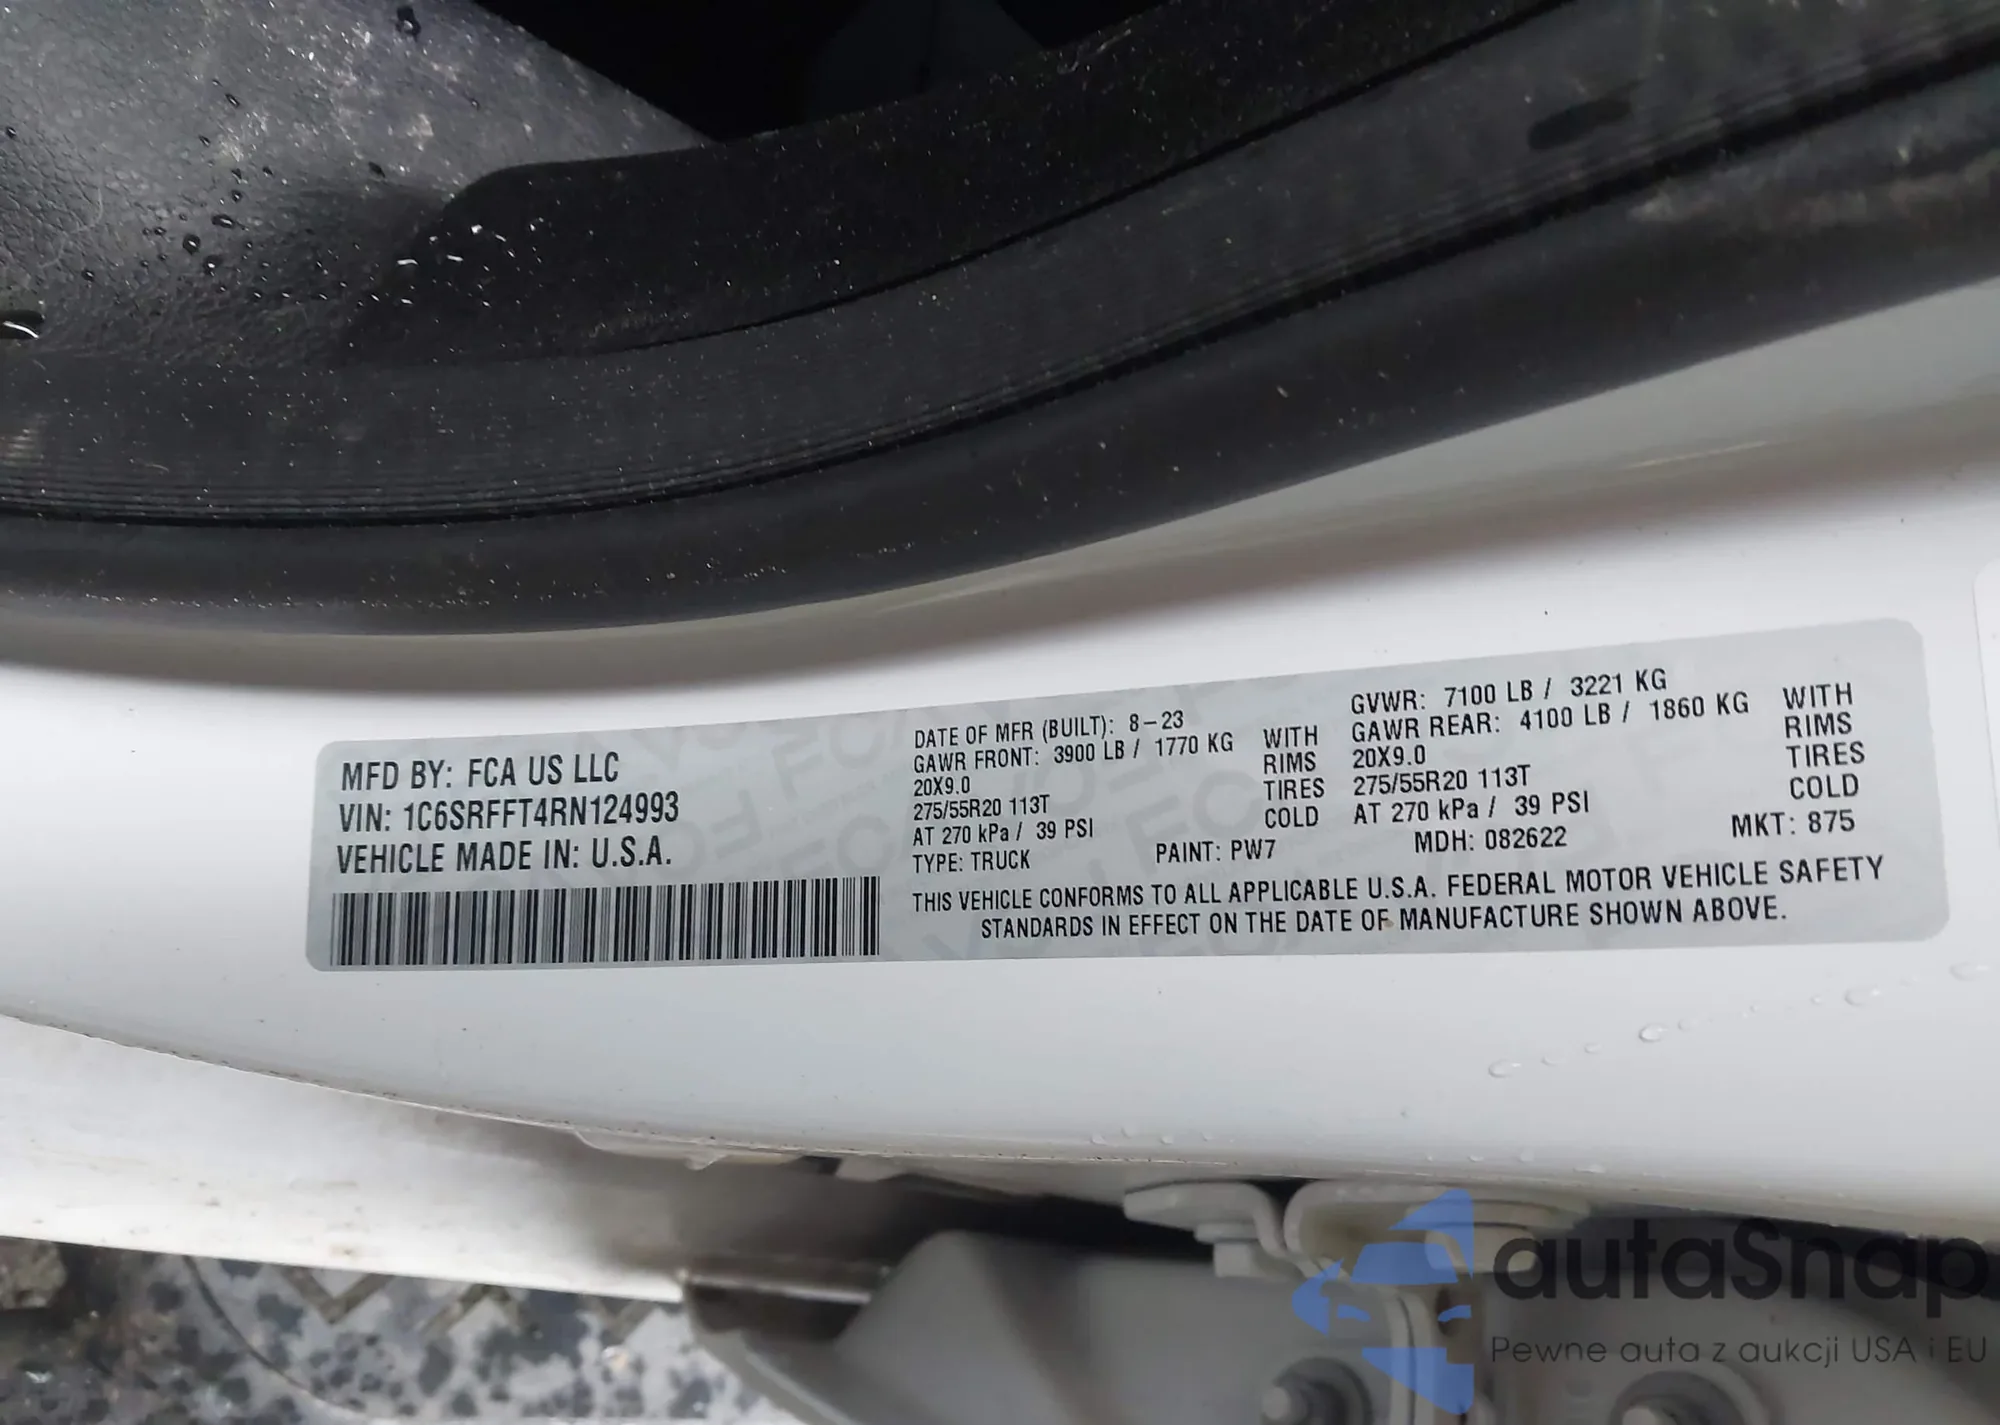 MFD BY: FCA US LLC
VIN: 1C6SRFFT4RN124993
VEHICLE MADE IN: U.S.A.
DATE OF MFR (BUILT): 8-23
GAWR FRONT: 3900 LB / 1770 KG WITH
20X9.0 RIMS
275/55R20 113T TIRES
AT 270 kPa / 39 PSI COLD
TYPE: TRUCK
GVWR: 7100 LB / 3221 KG
GAWR REAR: 4100 LB / 1860 KG WITH
20X9.0 RIMS
275/55R20 113T TIRES
AT 270 kPa / 39 PSI COLD
PAINT: PW7 MDH: 082622 MKT: 875
THIS VEHICLE CONFORMS TO ALL APPLICABLE U.S.A. FEDERAL MOTOR VEHICLE SAFETY
STANDARDS IN EFFECT ON THE DATE OF MANUFACTURE SHOWN ABOVE.
autaSnap
Pewne auta z aukcji USA i EU